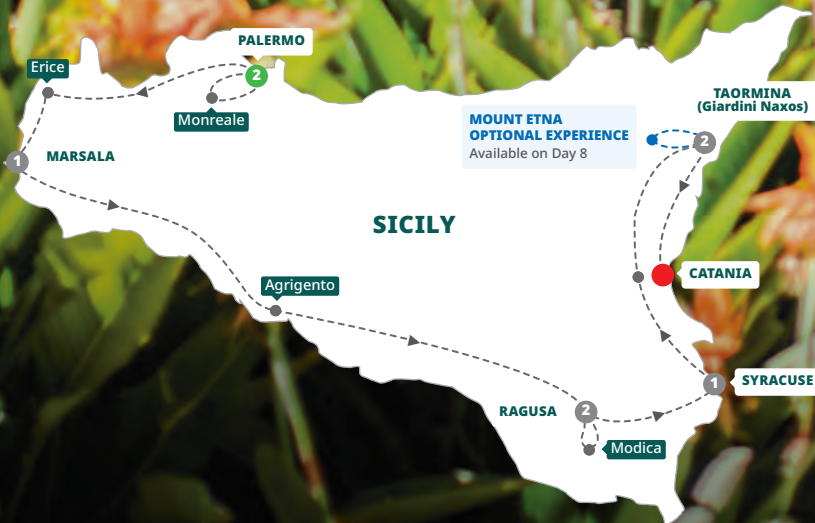 PALERMO
2
Erice
Monreale
1
MARSALA
TAORMINA
(Giardini Naxos)
MOUNT ETNA
OPTIONAL EXPERIENCE
Available on Day 8
2
SICILY
Agrigento
CATANIA
1
SYRACUSE
RAGUSA
2
Modica